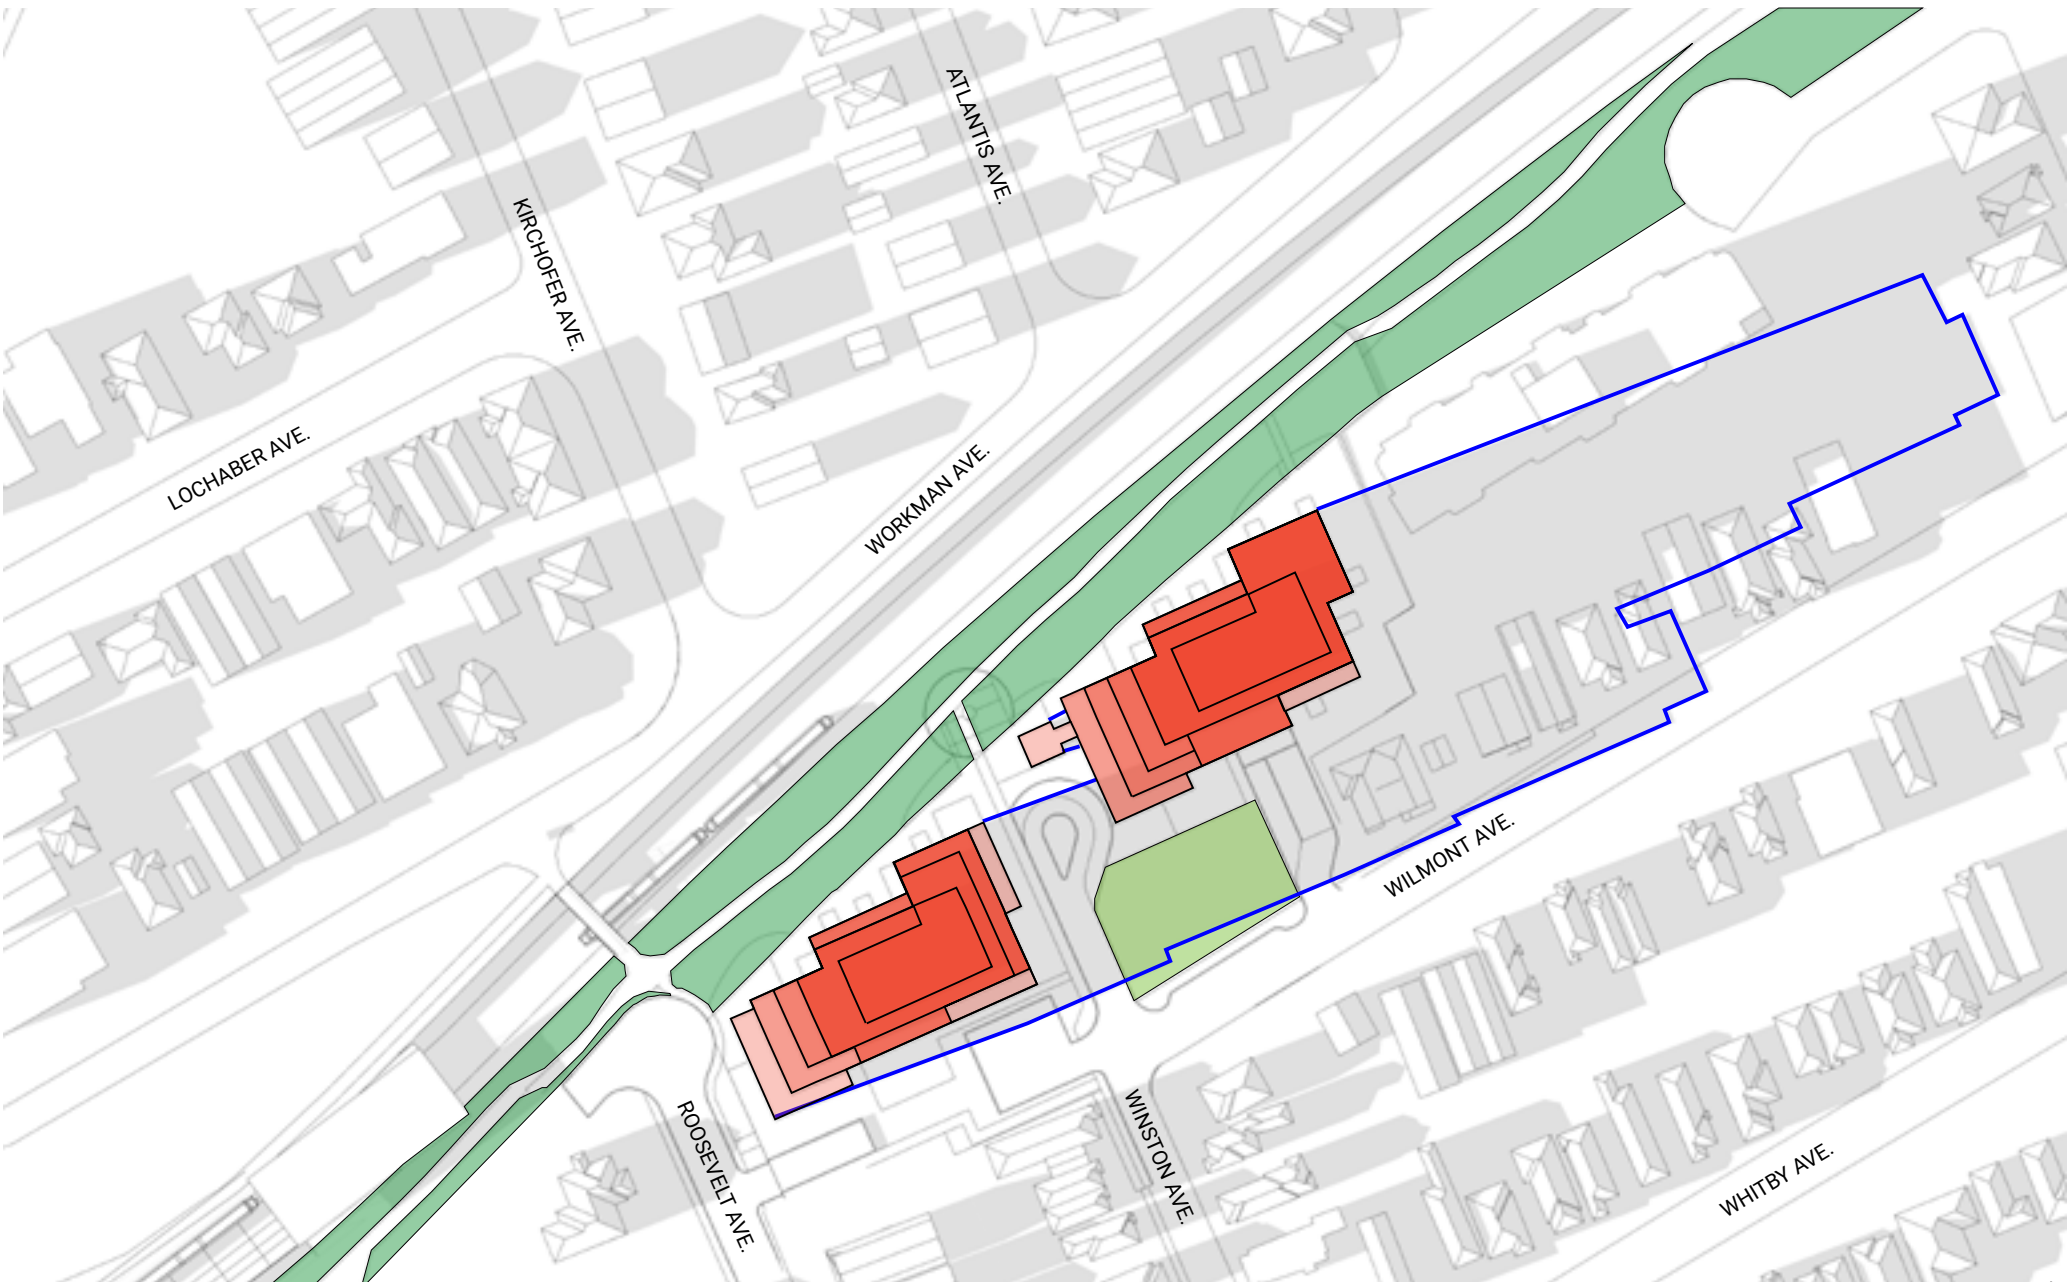 ATLANTIS AVE.
KIRCHOFER AVE.
LOCHABER AVE.
WORKMAN AVE.
WILMONT AVE.
ROOSEVELT AVE.
WINSTON AVE.
WHITBY AVE.